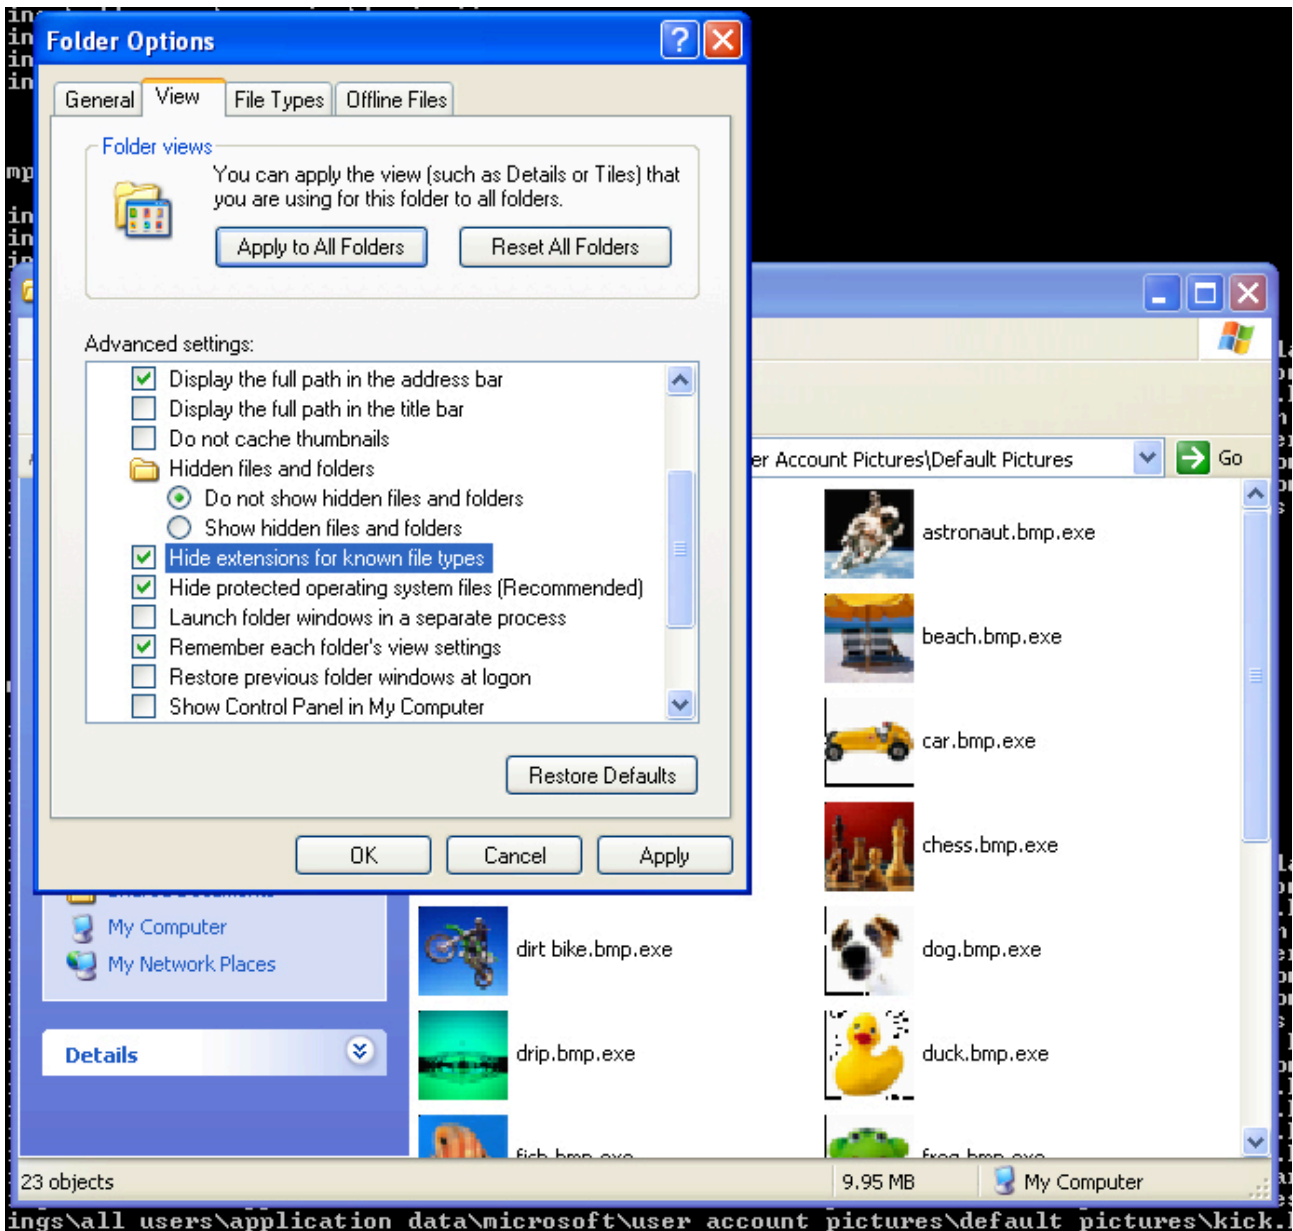 Folder Options
General
View
File Types
Offline Files
Folder views
You can apply the view (such as Details or Tiles) that
you are using for this folder to all folders.
Apply to All Folders
Reset All Folders
Advanced settings:
Display the full path in the address bar
Display the full path in the title bar
Do not cache thumbnails
Hidden files and folders
Do not show hidden files and folders
Show hidden files and folders
Hide extensions for known file types
Hide protected operating system files (Recommended)
Launch folder windows in a separate process
Remember each folder's view settings
Restore previous folder windows at logon
Show Control Panel in My Computer
Restore Defaults
OK
Cancel
Apply
er Account Pictures\Default Pictures
Go
astronaut.bmp.exe
beach.bmp.exe
car.bmp.exe
chess.bmp.exe
My Computer
My Network Places
Details
dirt bike.bmp.exe
dog.bmp.exe
drip.bmp.exe
duck.bmp.exe
fish.bmp.exe
frog.bmp.exe
23 objects
9.95 MB
My Computer
ings\all users\application data\microsoft\user account pictures\default pictures\kick.